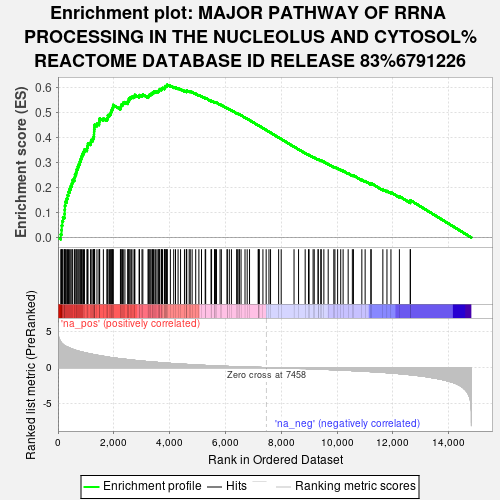 Enrichment plot: MAJOR PATHWAY OF RRNA
PROCESSING IN THE NUCLEOLUS AND CYTOSOL%
REACTOME DATABASE ID RELEASE 83%6791226
Enrichment score (ES)
0.6
0.5
0.4
0.3
0.2
0.1
0.0
'na_pos' (positively correlated)
Ranked list metric (PreRanked)
5
0
-5
Zero cross at 7458
'na_neg' (negatively correlated)
0
2,000
4,000
6,000
8,000
10,000
12,000
14,000
Rank in Ordered Dataset
Enrichment profile
Hits
Ranking metric scores